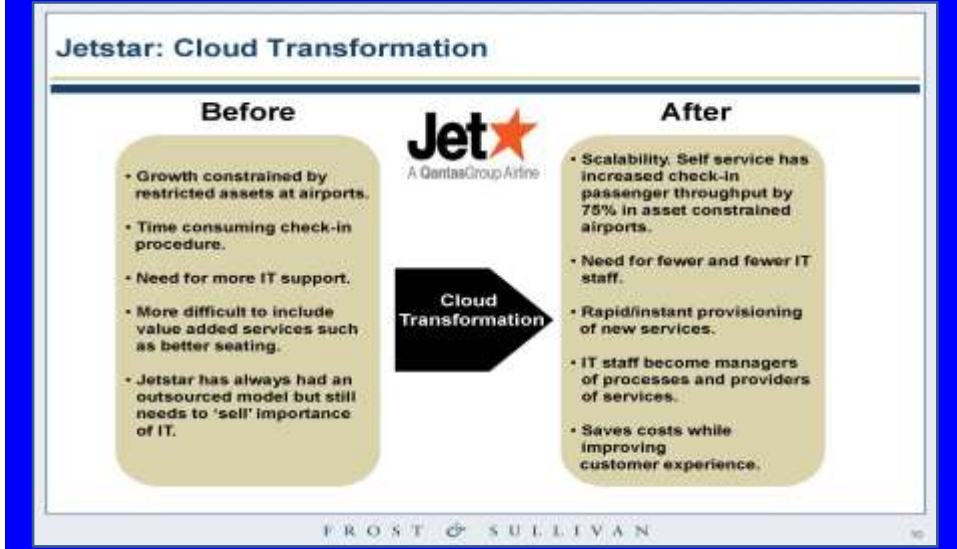 Jetstar: Cloud Transformation
Before
• Growth constrained by
restricted assets at airports.
• Time consuming check-in
procedure.
• Need for more IT support.
• More difficult to include
value added services such
as better seating.
• Jetstar has always had an
outsourced model but still
needs to ‘sell’ importance
of IT.
Jet
A QantasGroup Airline
Cloud
Transformation
After
• Scalability. Self service has
increased check-in
passenger throughput by
75% in asset constrained
airports.
• Need for fewer and fewer IT
staff.
• Rapid/instant provisioning
of new services.
• IT staff become managers
of processes and providers
of services.
• Saves costs while
improving
customer experience.
FROST & SULLIVAN